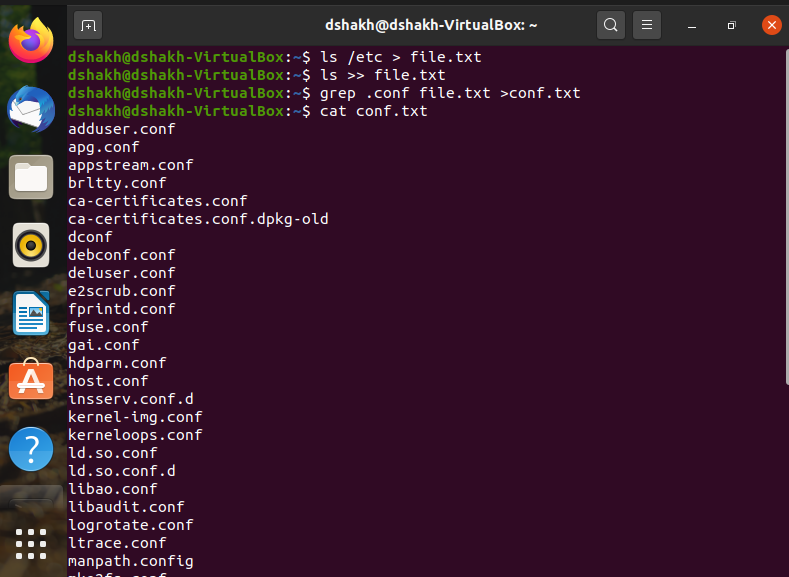 dshakh@dshakh-VirtualBox: ~
dshakh@dshakh-VirtualBox:~$ ls /etc > file.txt
dshakh@dshakh-VirtualBox:~$ ls >> file.txt
dshakh@dshakh-VirtualBox:~$ grep .conf file.txt >conf.txt
dshakh@dshakh-VirtualBox:~$ cat conf.txt
adduser.conf
apg.conf
appstream.conf
brltty.conf
ca-certificates.conf
ca-certificates.conf.dpkg-old
dconf
debconf.conf
deluser.conf
e2scrub.conf
fprintd.conf
fuse.conf
gai.conf
hdparm.conf
host.conf
insserv.conf.d
kernel-img.conf
kerneloops.conf
ld.so.conf
ld.so.conf.d
libao.conf
libaudit.conf
logrotate.conf
ltrace.conf
manpath.config